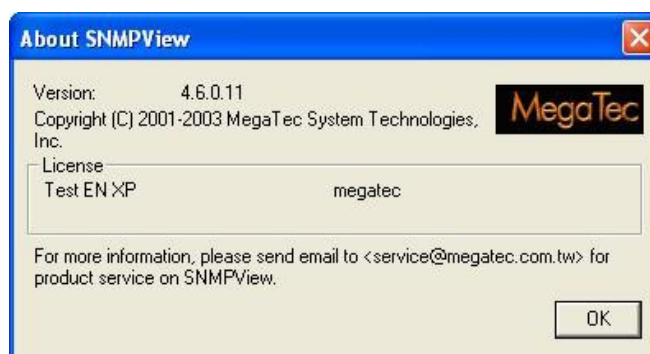 About SNMPView
Version: 4.6.0.11
MegaTec
Copyright (C) 2001-2003 MegaTec System Technologies,
Inc.
License
Test EN XP megatec
For more information, please send email to <service@megatec.com.tw> for
product service on SNMPView.
OK